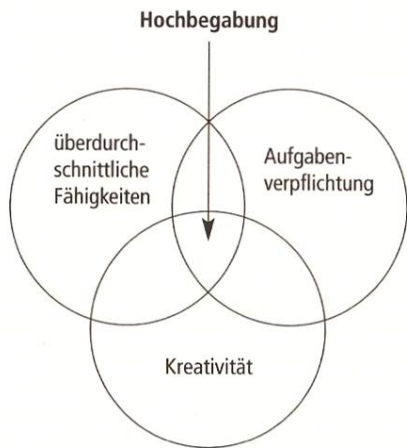 Hochbegabung
überdurch-
schnittliche
Fähigkeiten
Aufgaben-
verpflichtung
Kreativität